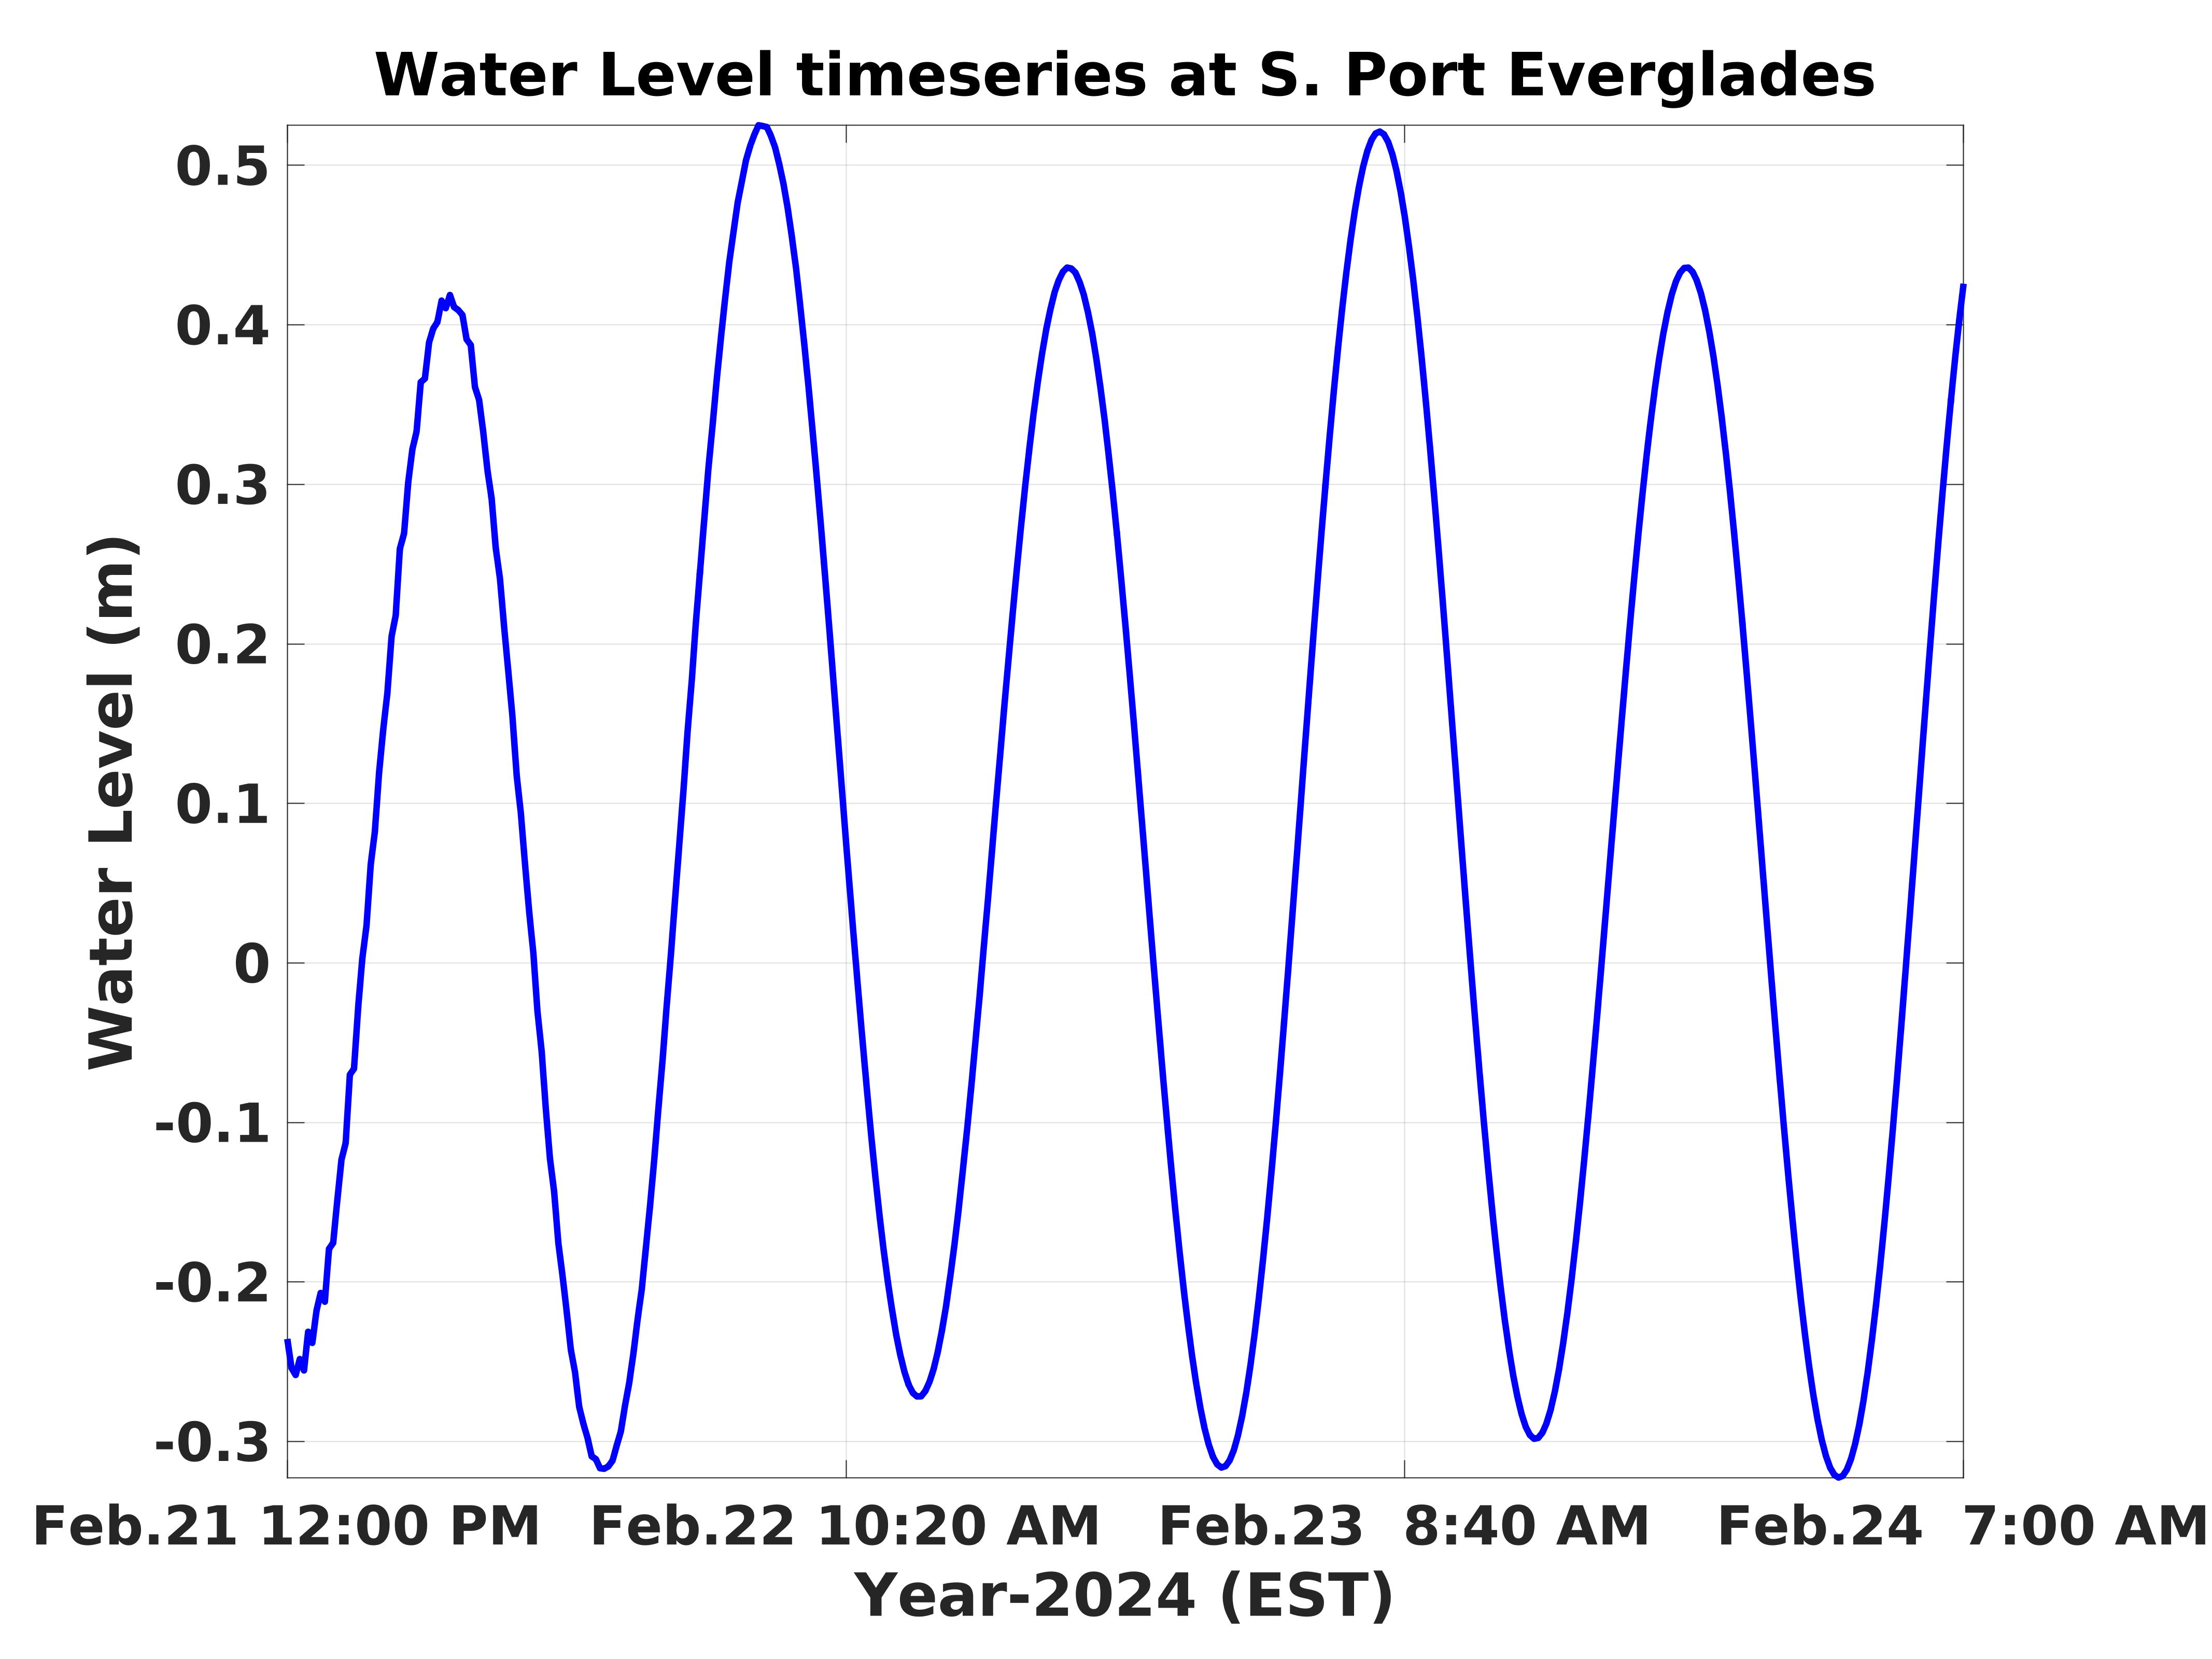 Water Level timeseries at S. Port Everglades
0.5
0.4
0.3
0.2
0.1
0
-0.1
-0.2
-0.3
Water Level (m)
Feb.21 12:00 PM Feb.22 10:20 AM Feb.23 8:40 AM Feb.24 7:00 AM
Year-2024 (EST)